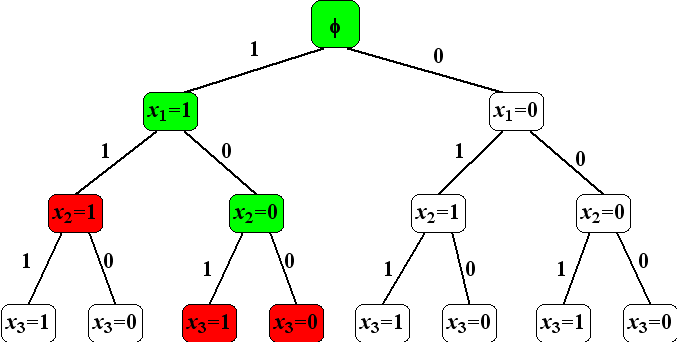 ϕ
1 0
x₁=1 x₁=0
1 0 1 0
x₂=1 x₂=0 x₂=1 x₂=0
1 0 1 0 1 0 1 0
x₃=1 x₃=0 x₃=1 x₃=0 x₃=1 x₃=0 x₃=1 x₃=0